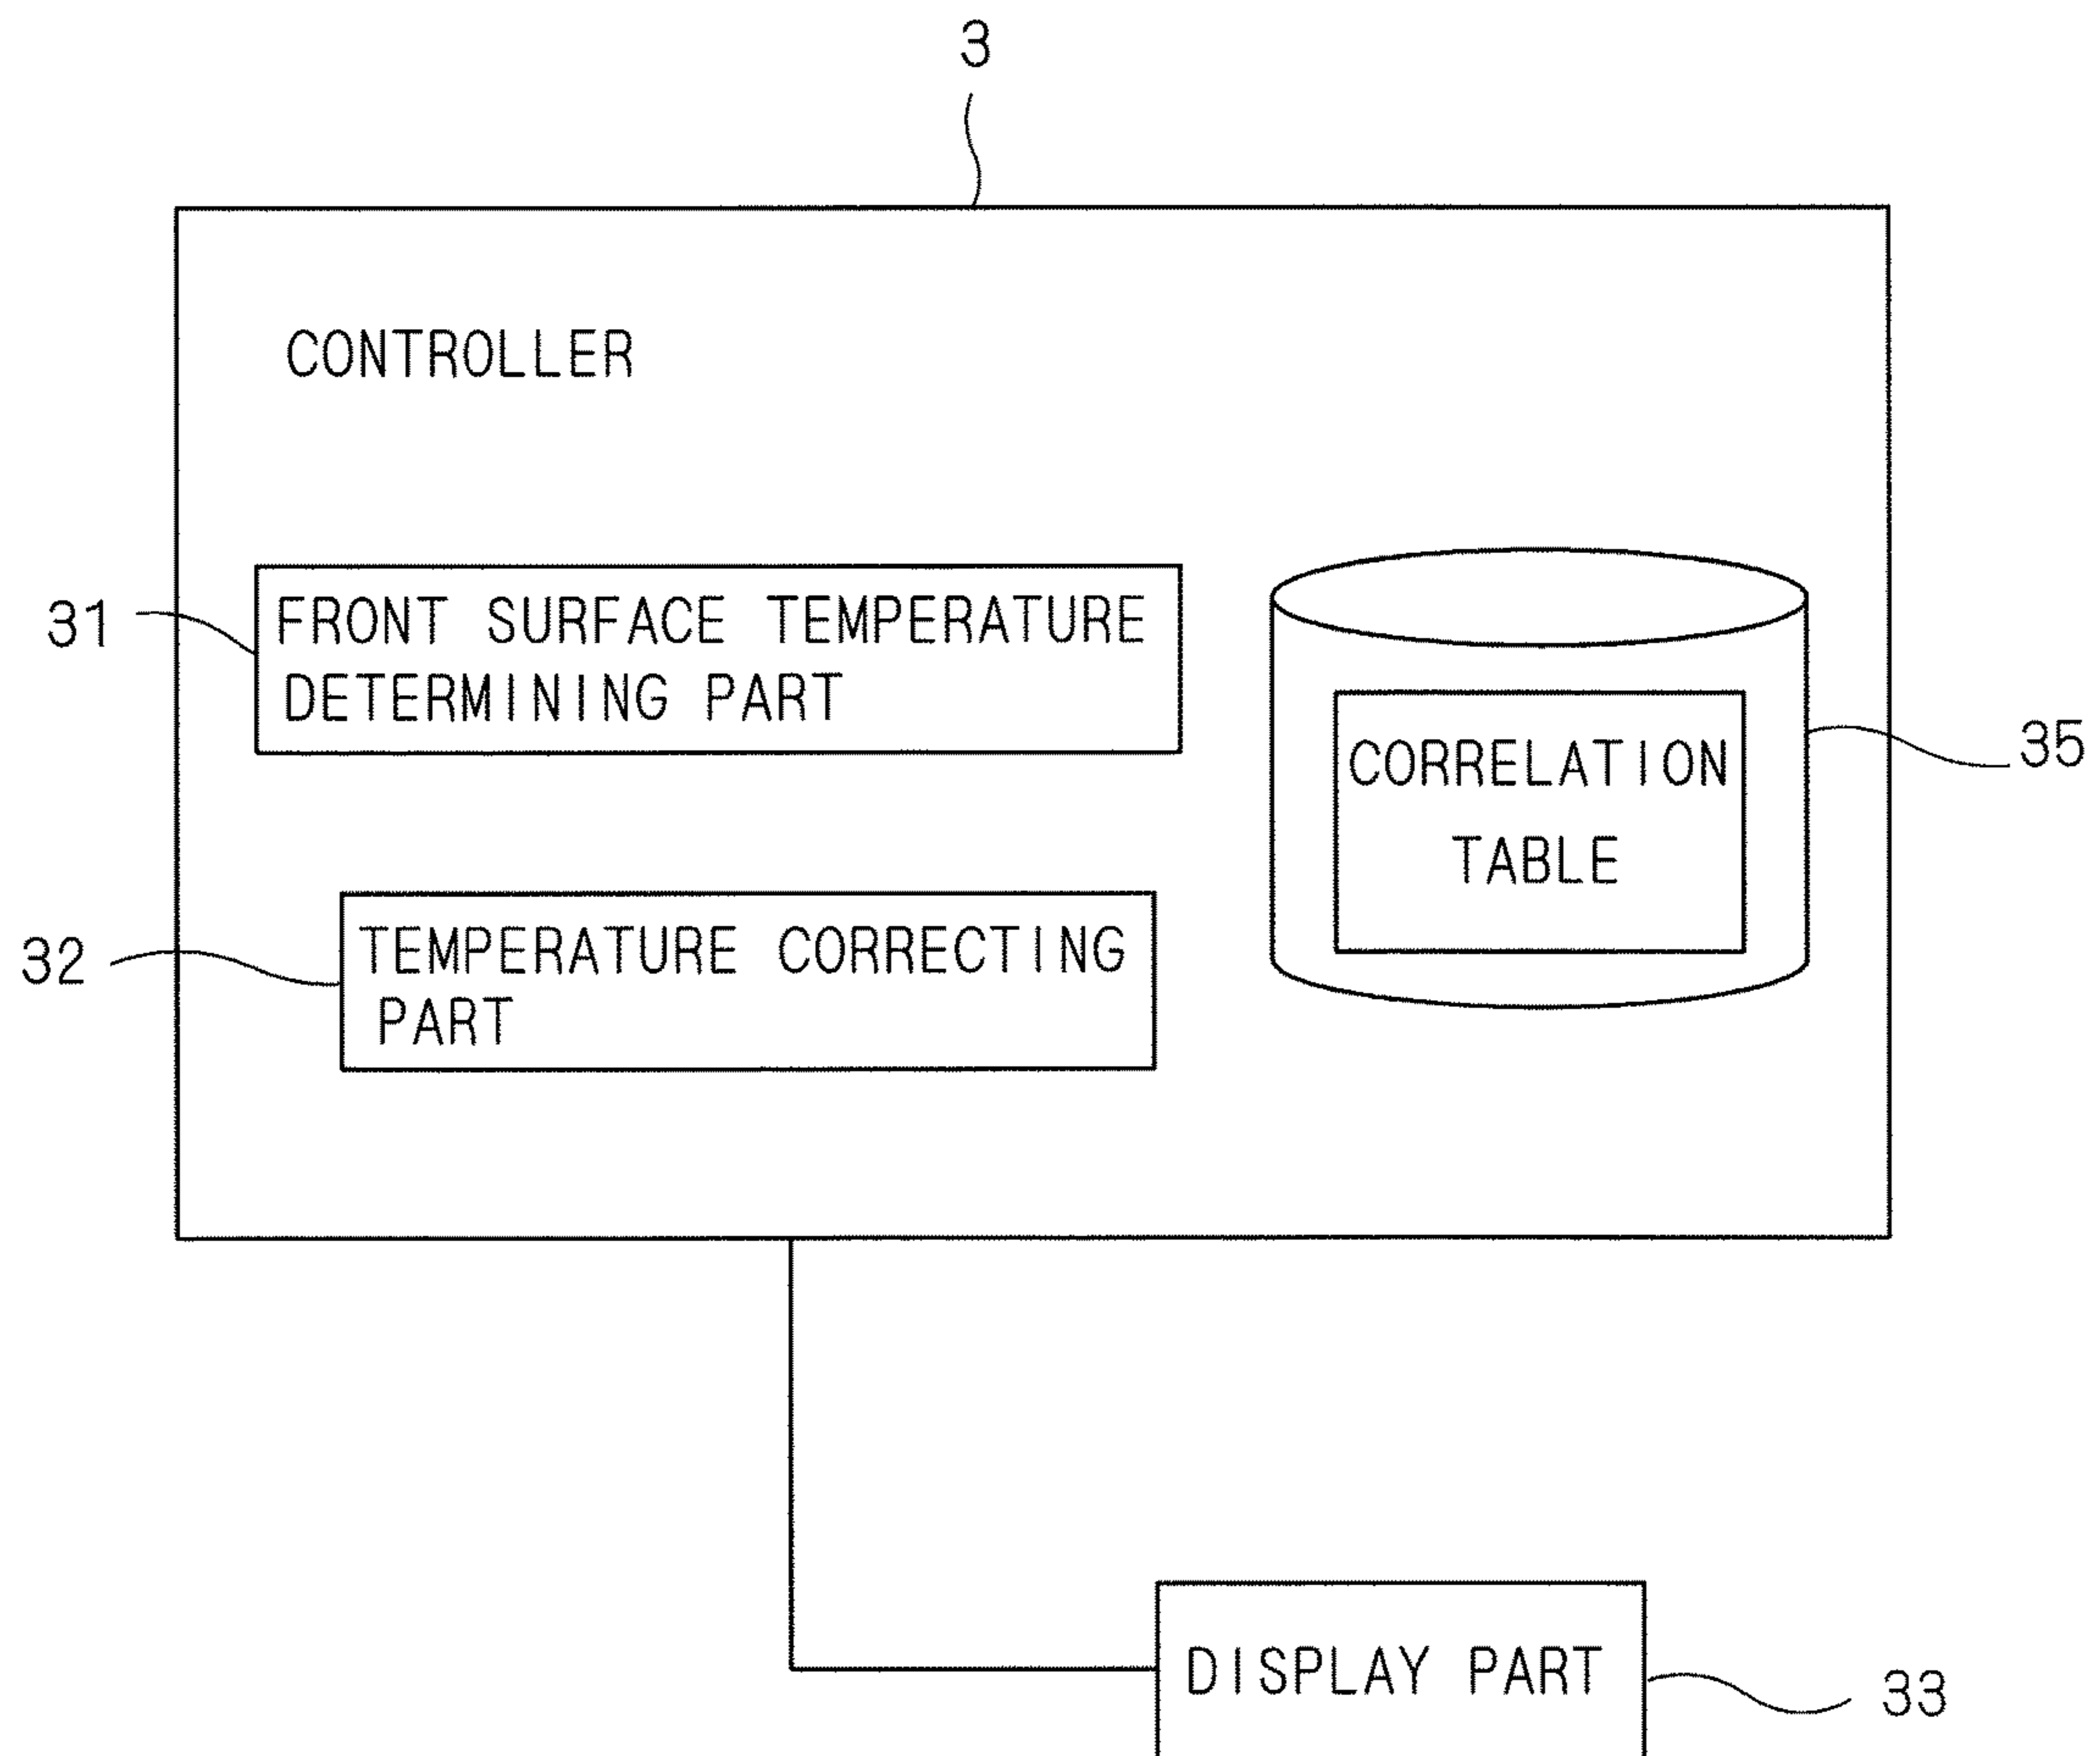 3
CONTROLLER
31
FRONT SURFACE TEMPERATURE
DETERMINING PART
CORRELATION
TABLE
35
32
TEMPERATURE CORRECTING
PART
DISPLAY PART
33